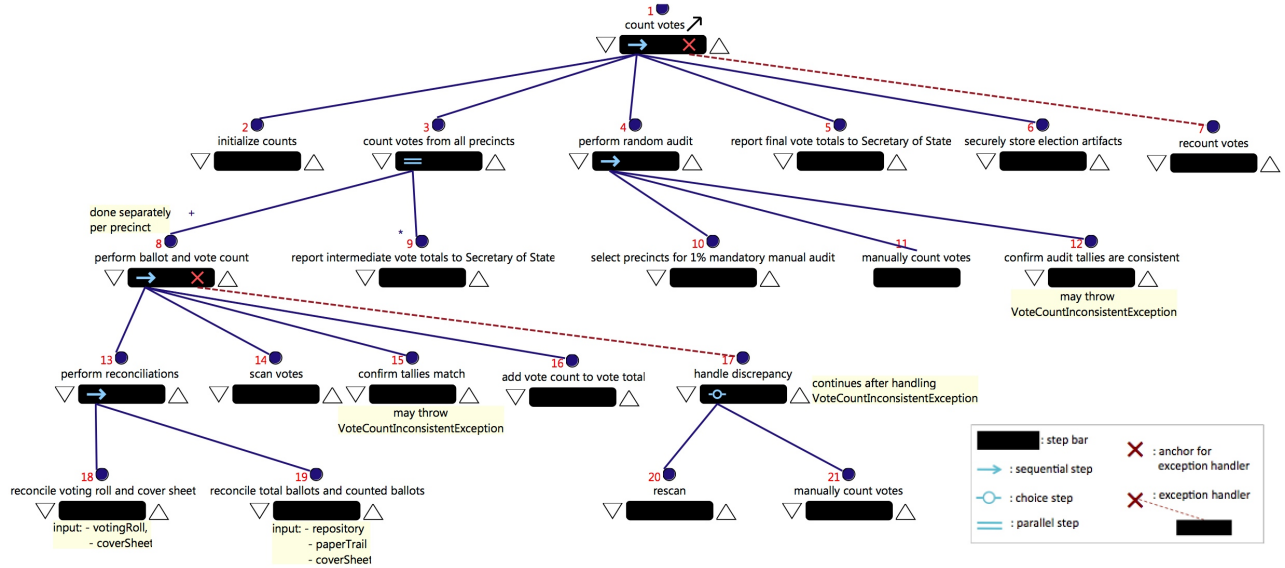 1
count votes
2
initialize counts
3
count votes from all precincts
4
perform random audit
5
report final vote totals to Secretary of State
6
securely store election artifacts
7
recount votes
done separately +
per precinct
8
perform ballot and vote count
*
9
report intermediate vote totals to Secretary of State
10
select precincts for 1% mandatory manual audit
11
manually count votes
12
confirm audit tallies are consistent
may throw
VoteCountInconsistentException
13
perform reconciliations
14
scan votes
15
confirm tallies match
may throw
VoteCountInconsistentException
16
add vote count to vote total
17
handle discrepancy
continues after handling
VoteCountInconsistentException
18
reconcile voting roll and cover sheet
input: - votingRoll,
- coverSheet
19
reconcile total ballots and counted ballots
input: - repository
- paperTrail
- coverSheet
20
rescan
21
manually count votes
: step bar
: sequential step
: choice step
: parallel step
: anchor for
exception handler
: exception handler